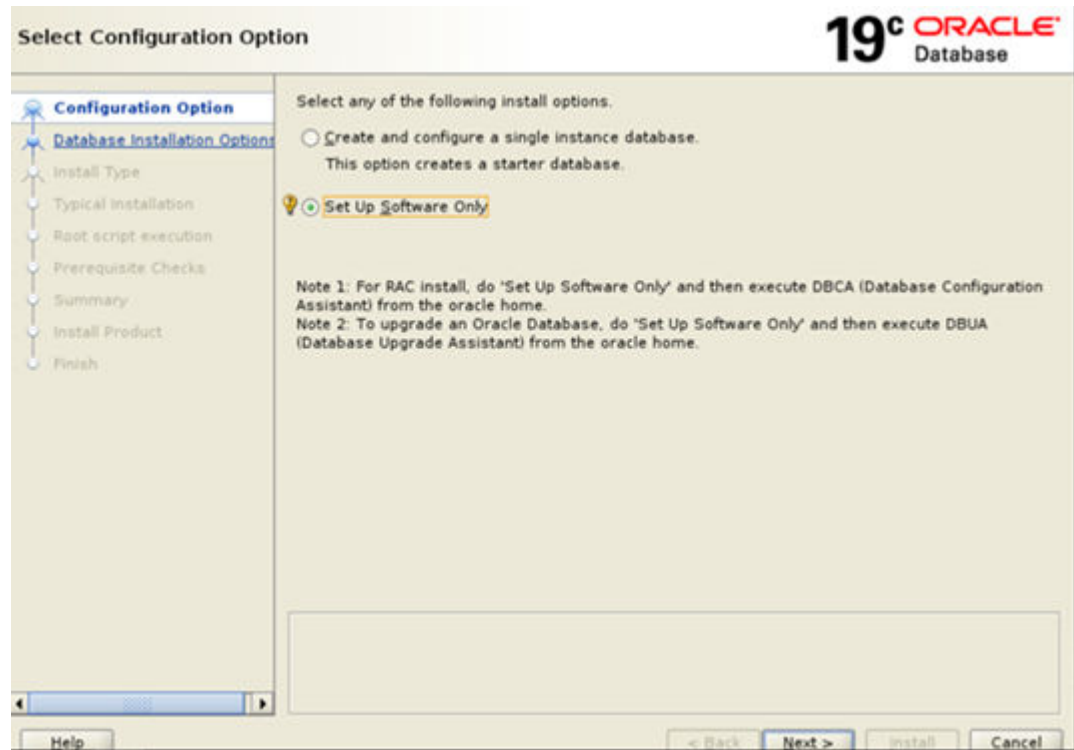 Select Configuration Option
19c ORACLE
Database
Configuration Option
Database Installation Options
Install Type
Typical Installation
Root script execution
Prerequisite Checks
Summary
Install Product
Finish
Select any of the following install options.
Create and configure a single instance database.
This option creates a starter database.
Set Up Software Only
Note 1: For RAC install, do 'Set Up Software Only' and then execute DBCA (Database Configuration
Assistant) from the oracle home.
Note 2: To upgrade an Oracle Database, do 'Set Up Software Only' and then execute DBUA
(Database Upgrade Assistant) from the oracle home.
Help
< Back
Next >
Install
Cancel